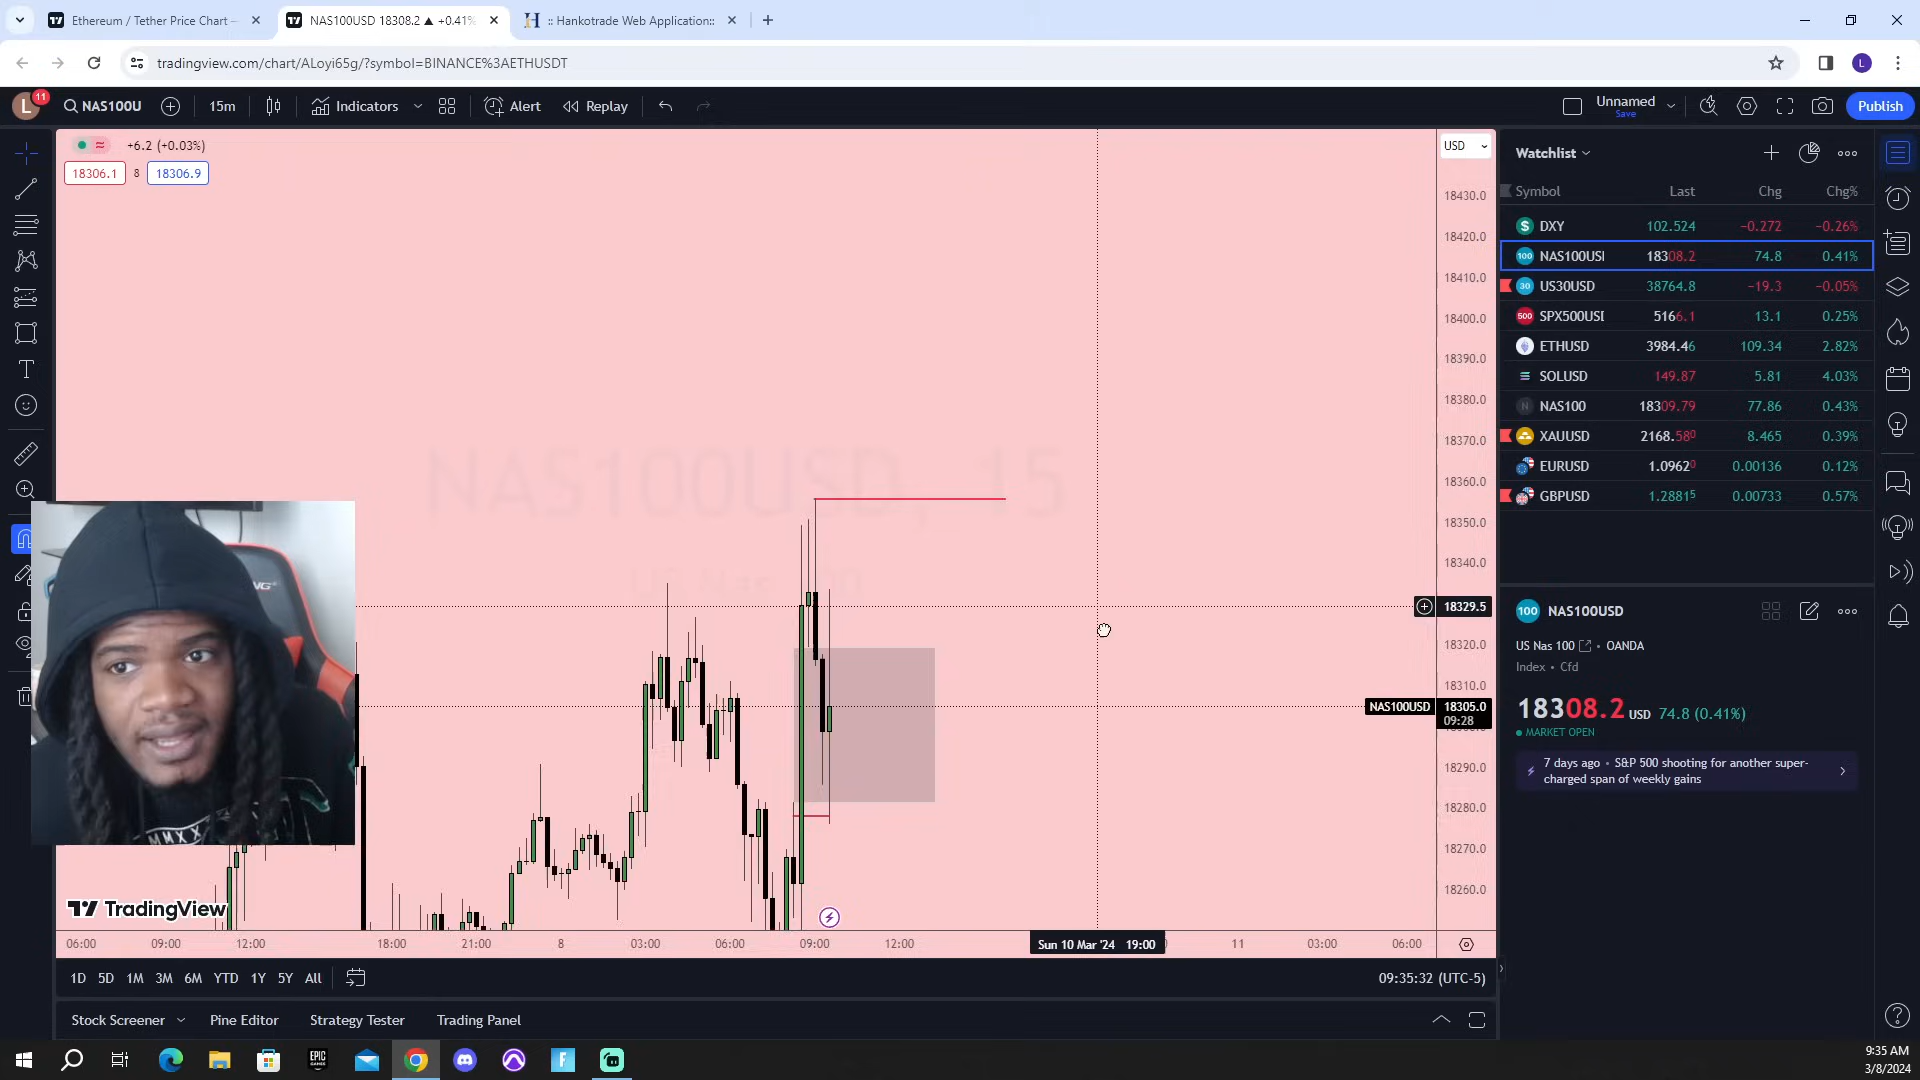 Ethereum / Tether Price Chart —
NAS100USD 18308.2 ▲ +0.41%
:: Hankotrade Web Application::
tradingview.com/chart/ALoyi65g/?symbol=BINANCE%3AETHUSDT
L 11 NAS100U 15m Indicators Alert Replay Unnamed Save Publish
+6.2 (+0.03%)
18306.1 8 18306.9
USD
NAS100USD, 15
US Nas 100
18430.0
18420.0
18410.0
18400.0
18390.0
18380.0
18370.0
18360.0
18350.0
18340.0
18329.5
18320.0
18310.0
NAS100USD 18305.0
09:28
18290.0
18280.0
18270.0
18260.0
TradingView
06:00 09:00 12:00 18:00 21:00 8 03:00 06:00 09:00 12:00 Sun 10 Mar '24 19:00 11 03:00 06:00
1D 5D 1M 3M 6M YTD 1Y 5Y All 09:35:32 (UTC-5)
Stock Screener Pine Editor Strategy Tester Trading Panel
Watchlist
Symbol Last Chg Chg%
DXY 102.524 −0.272 −0.26%
NAS100USI 18308.2 74.8 0.41%
US30USD 38764.8 −19.3 −0.05%
SPX500USI 5166.1 13.1 0.25%
ETHUSD 3984.46 109.34 2.82%
SOLUSD 149.87 5.81 4.03%
NAS100 18309.79 77.86 0.43%
XAUUSD 2168.580 8.465 0.39%
EURUSD 1.09620 0.00136 0.12%
GBPUSD 1.28815 0.00733 0.57%
100 NAS100USD
US Nas 100 • OANDA
Index • Cfd
18308.2 USD 74.8 (0.41%)
MARKET OPEN
7 days ago • S&P 500 shooting for another super-
charged span of weekly gains
MMXX
9:35 AM
3/8/2024